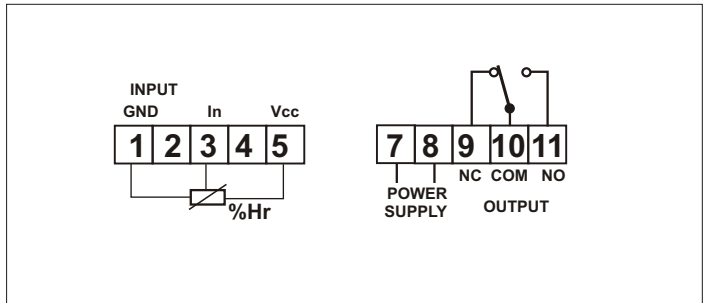 INPUT
GND In Vcc
1 2 3 4 5
%Hr
7 8 9 10 11
NC COM NO
POWER
SUPPLY
OUTPUT